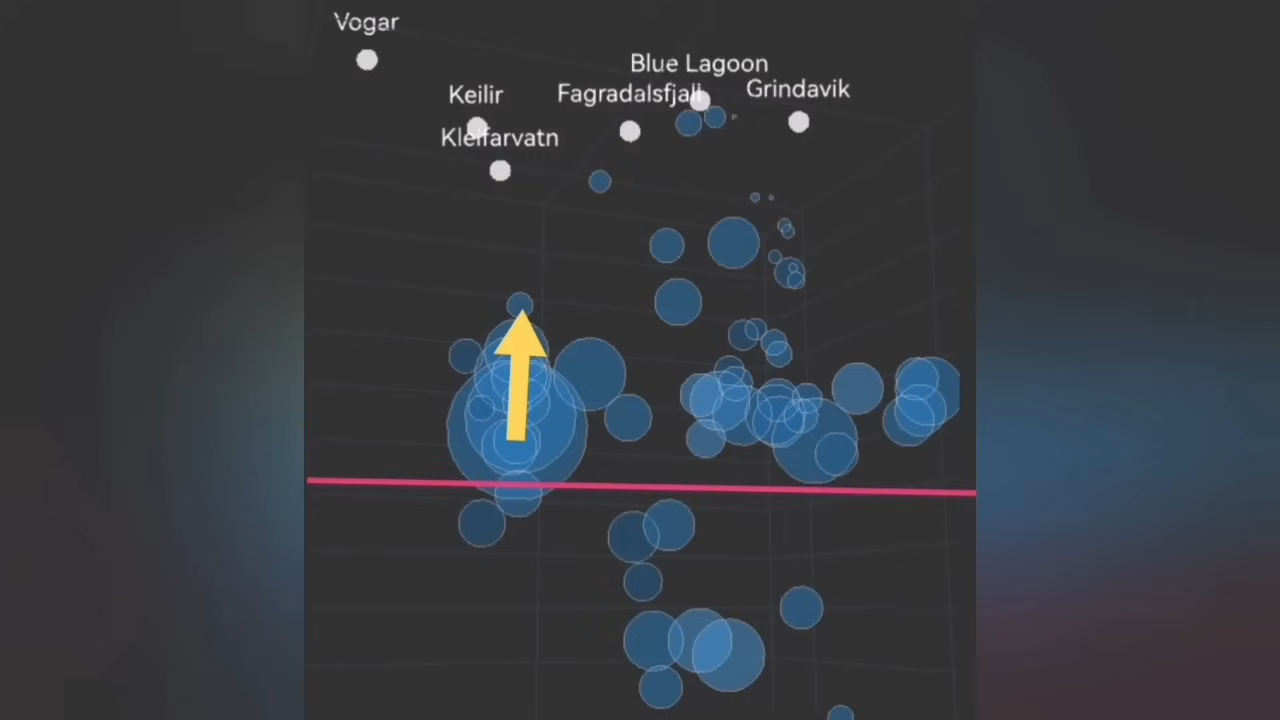 Vogar
Blue Lagoon
Keilir
Fagradalsfjall
Grindavik
Kleifarvatn